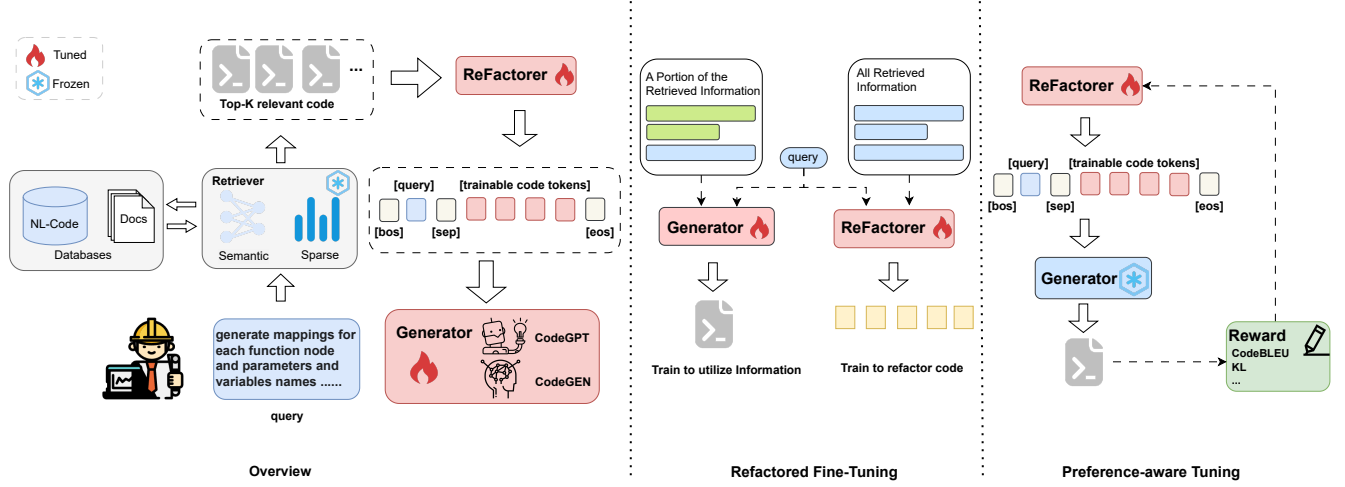 Tuned
Frozen
Top-K relevant code
...
ReFactorer
NL-Code
Docs
Databases
Retriever
Semantic
Sparse
[query]
[trainable code tokens]
[bos]
[sep]
[eos]
generate mappings for
each function node
and parameters and
variables names ......
query
Generator
CodeGPT
CodeGEN
Overview
A Portion of the
Retrieved Information
All Retrieved
Information
query
Generator
ReFactorer
Train to utilize Information
Train to refactor code
Refactored Fine-Tuning
ReFactorer
[query]
[trainable code tokens]
[bos]
[sep]
[eos]
Generator
Reward
CodeBLEU
KL
...
Preference-aware Tuning